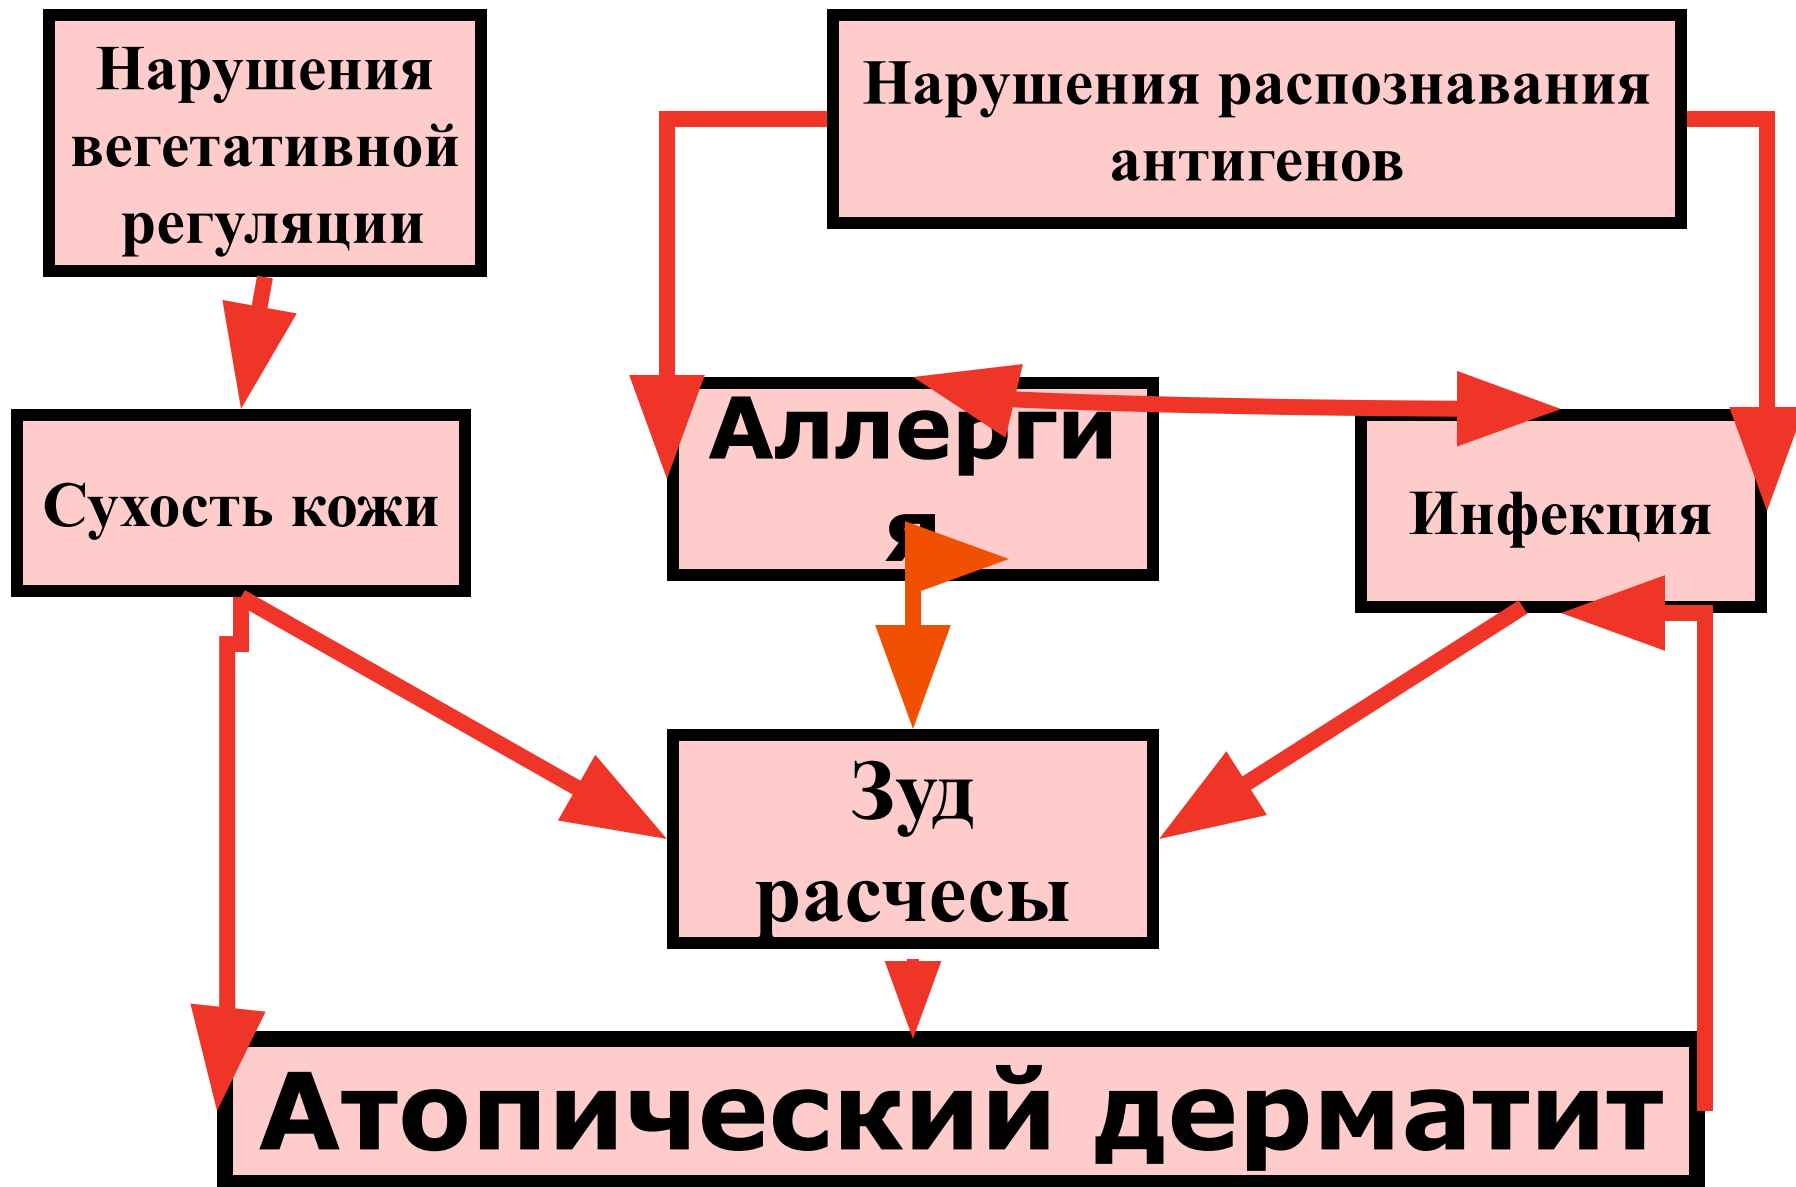 Нарушения
вегетативной
регуляции
Нарушения распознавания
антигенов
Сухость кожи
Аллерги
я
Инфекция
Зуд
расчесы
Атопический дерматит